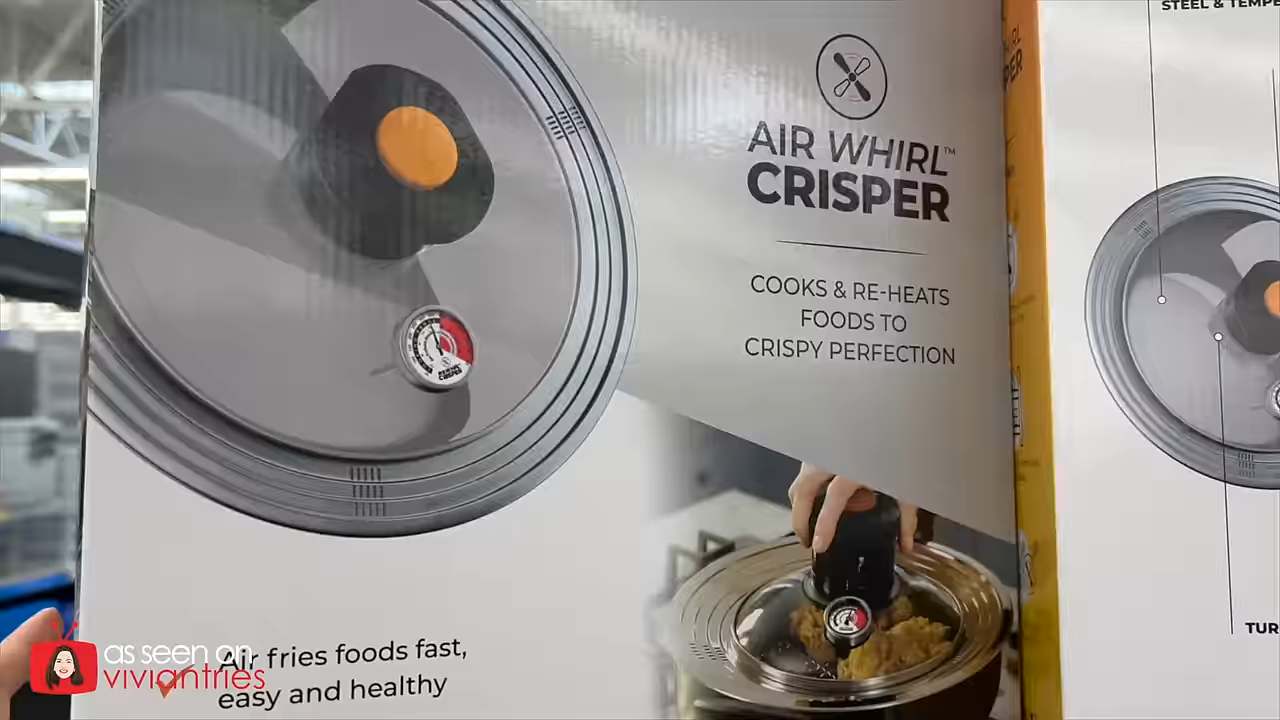 STEEL & TEMPE
AIR WHIRL™
CRISPER
COOKS & RE-HEATS
FOODS TO
CRISPY PERFECTION
Air fries foods fast,
easy and healthy
as seen on
viviantries
TUR